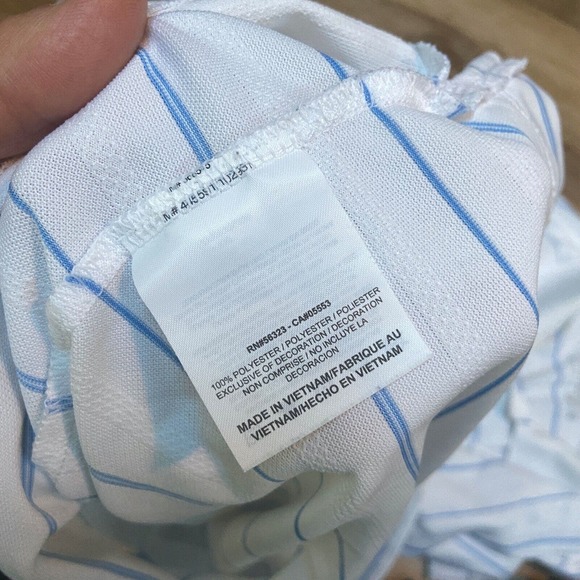 RN#56323 - CA#05553
100% POLYESTER / POLYESTER / POLIESTER
EXCLUSIVE OF DECORATION / DECORATION
NON COMPRISE / NO INCLUYE LA
DECORACION
MADE IN VIETNAM/FABRIQUE AU
VIETNAM/HECHO EN VIETNAM